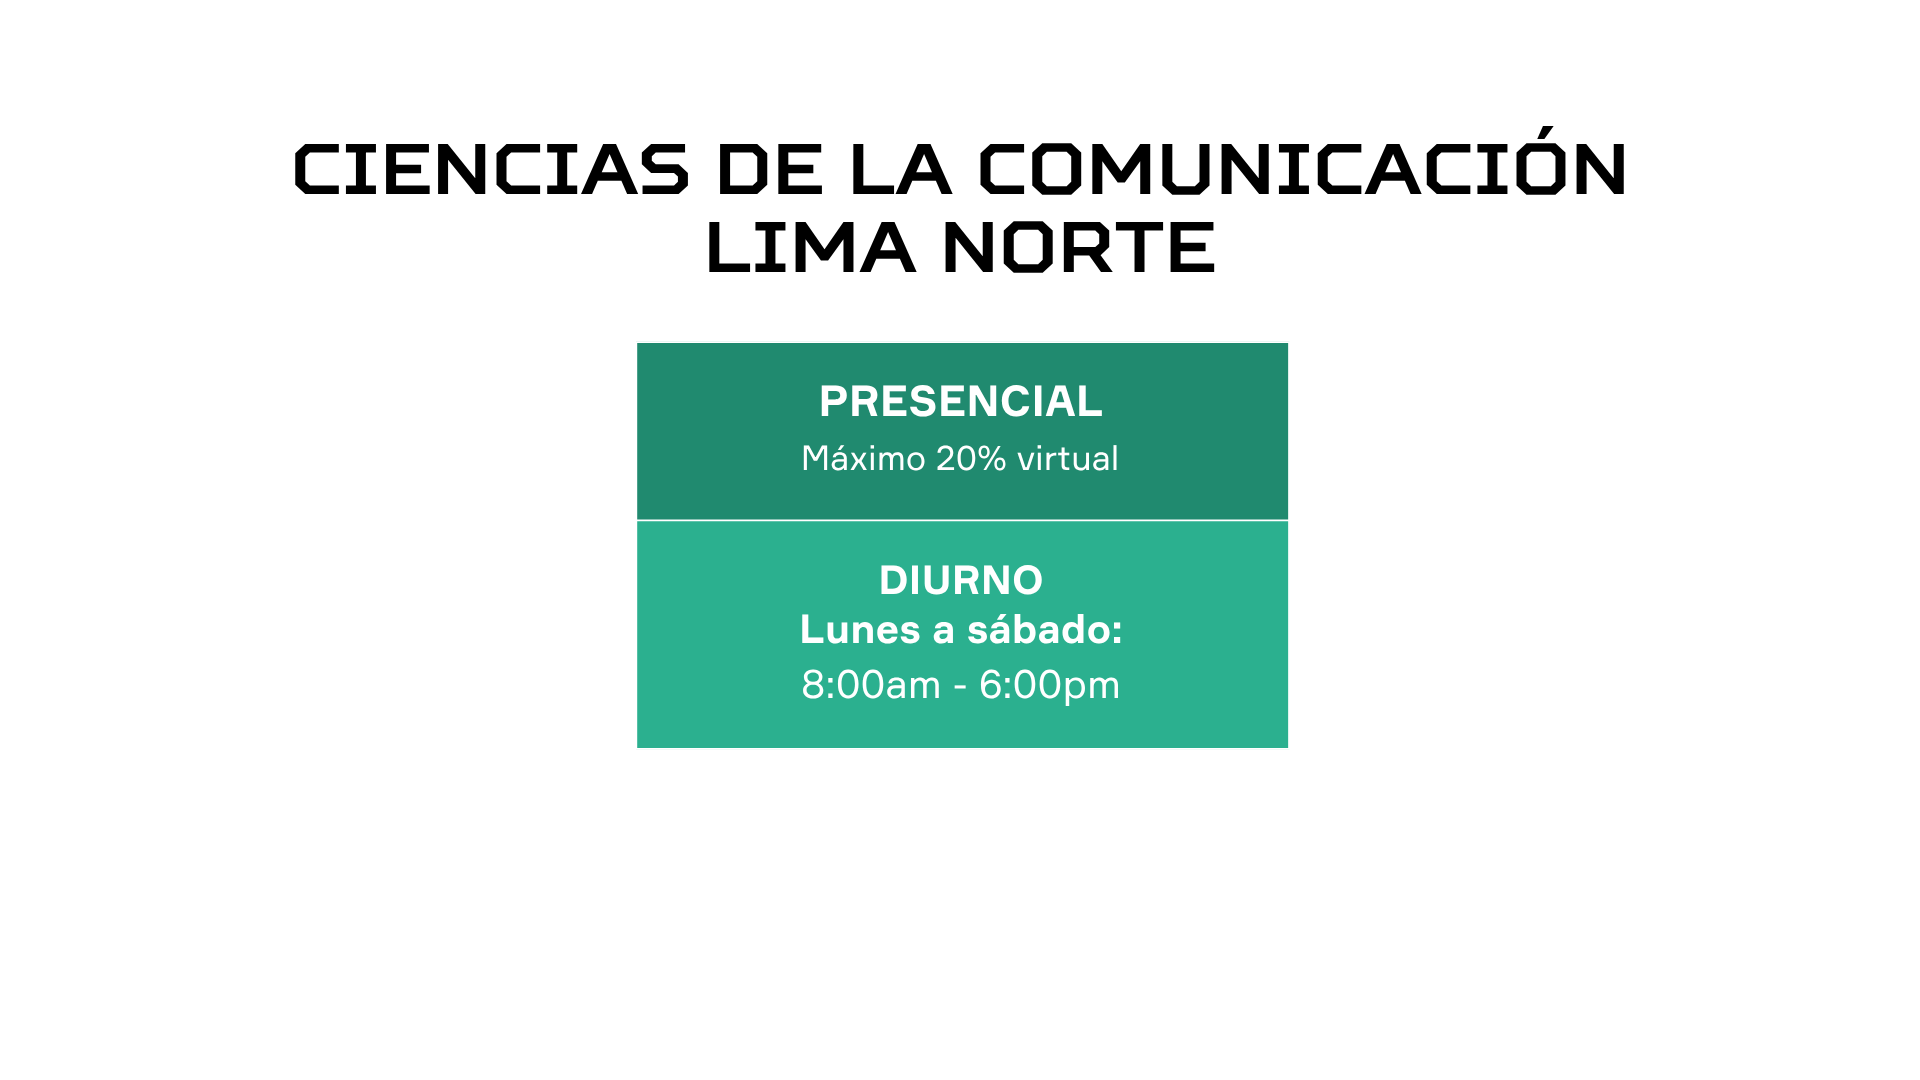 CIENCIAS DE LA COMUNICACIÓN
LIMA NORTE
PRESENCIAL
Máximo 20% virtual
DIURNO
Lunes a sábado:
8:00am - 6:00pm